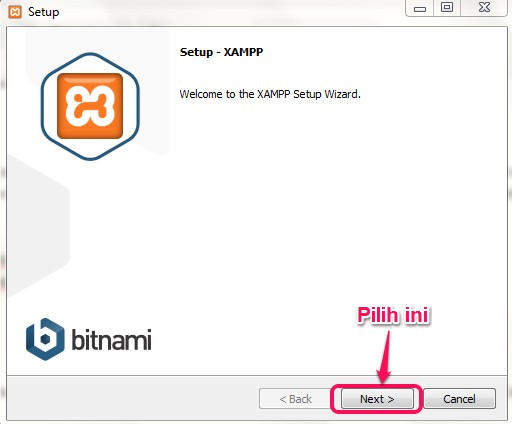 Setup
Setup - XAMPP
Welcome to the XAMPP Setup Wizard.
bitnami
Pilih ini
< Back
Next >
Cancel